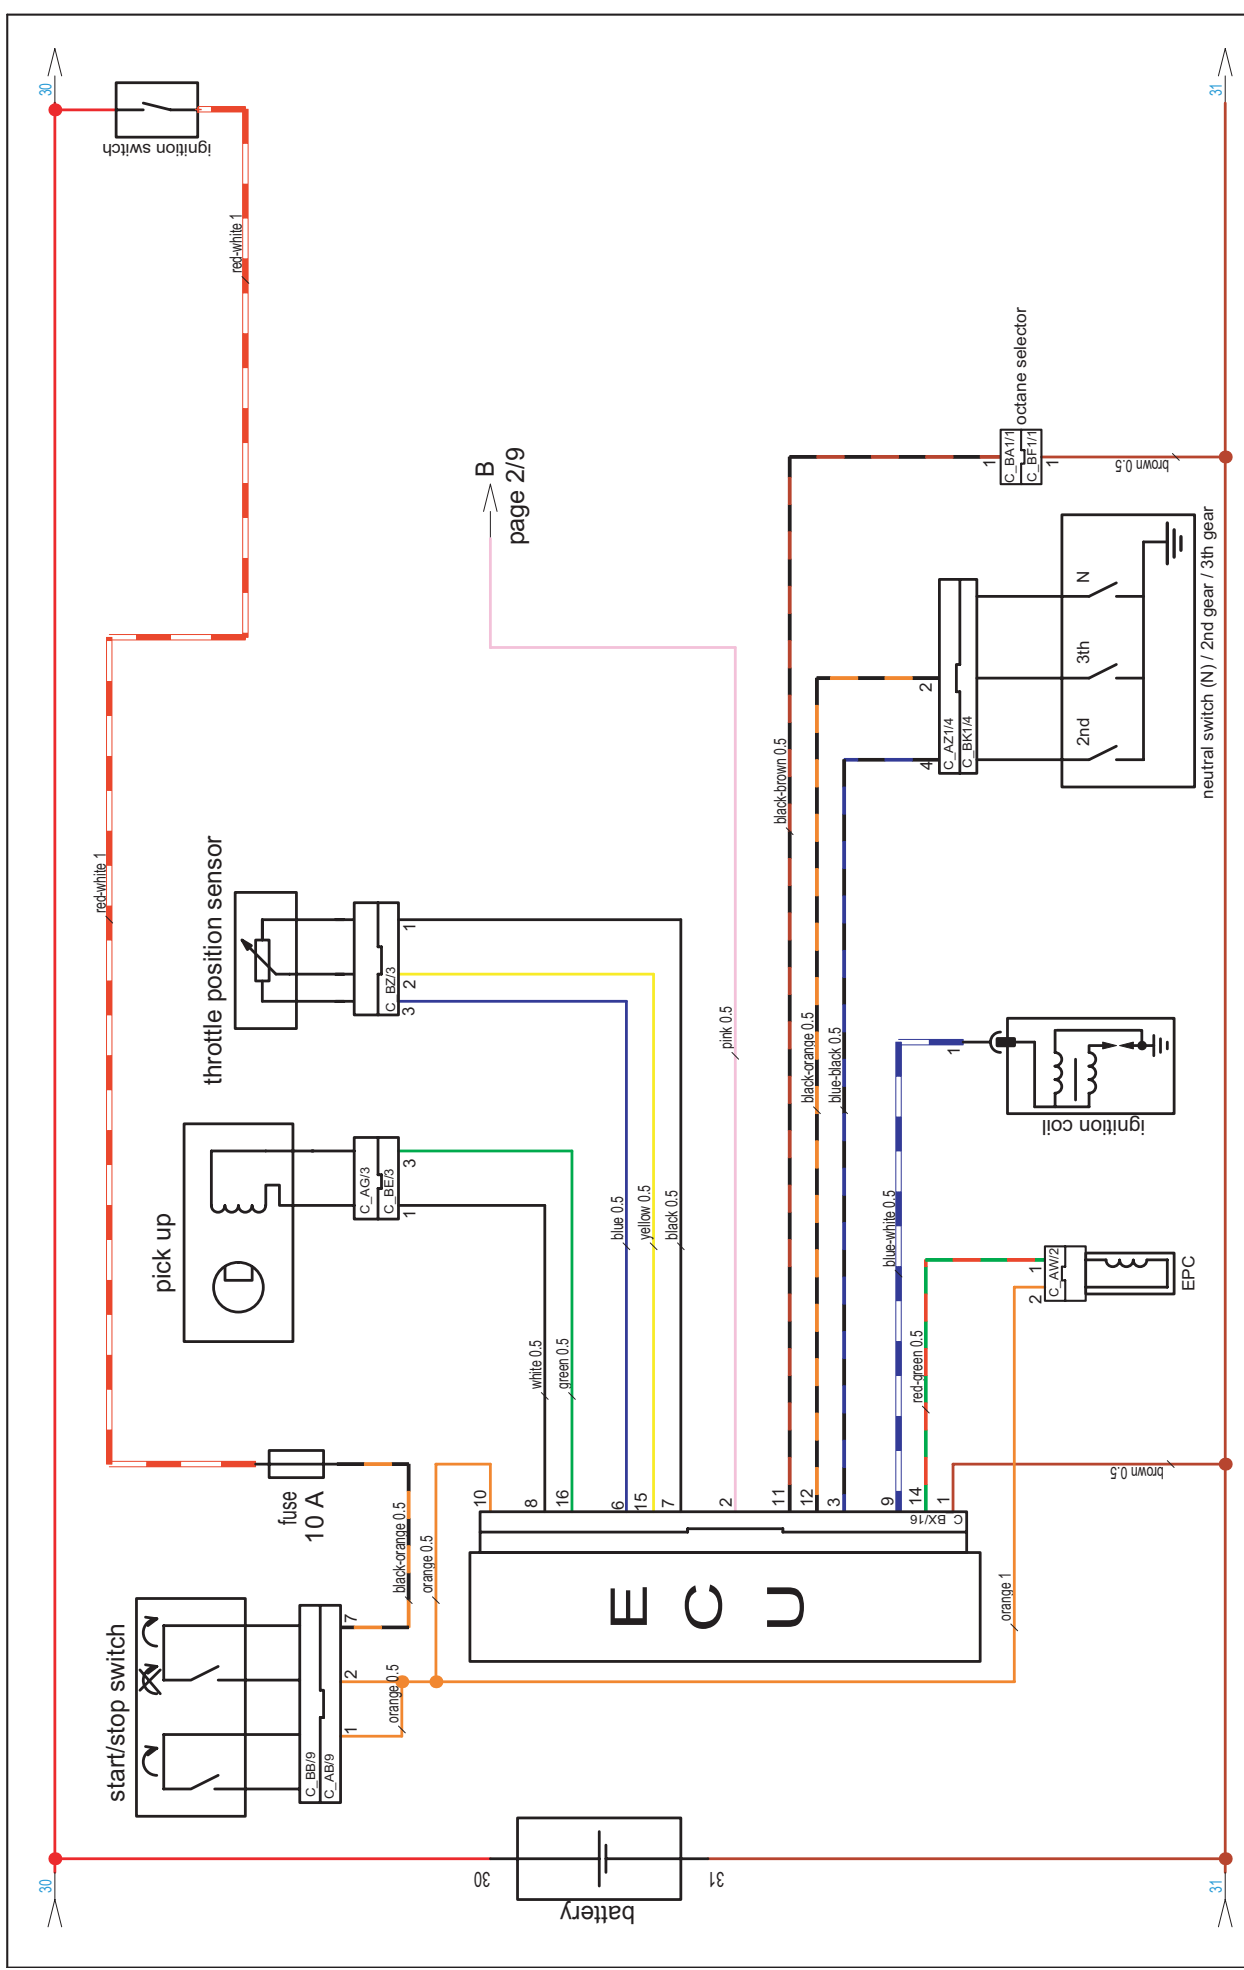 30
ignition switch
31
red-white 1
B
page 2/9
octane selector
1
C_BA1/1
C_BF1/1
1
brown 0.5
red-white 1
throttle position sensor
C_BZ/3
1
2
3
black-brown 0.5
2
4
C_AZ1/4
C_BK1/4
N
3th
2nd
neutral switch (N) / 2nd gear / 3th gear
pink 0.5
black-orange 0.5
blue-black 0.5
1
ignition coil
pick up
C_AG/3
C_BE/3
3
1
blue 0.5
yellow 0.5
black 0.5
blue-white 0.5
1
2
C_AW/2
EPC
white 0.5
green 0.5
red-green 0.5
brown 0.5
fuse
10 A
black-orange 0.5
orange 0.5
10
8
16
6
15
7
2
11
12
3
9
14
1
C_BX/16
E C U
orange 1
start/stop switch
7
2
1
C_BB/9
C_AB/9
orange 0.5
30
30
31
battery
31